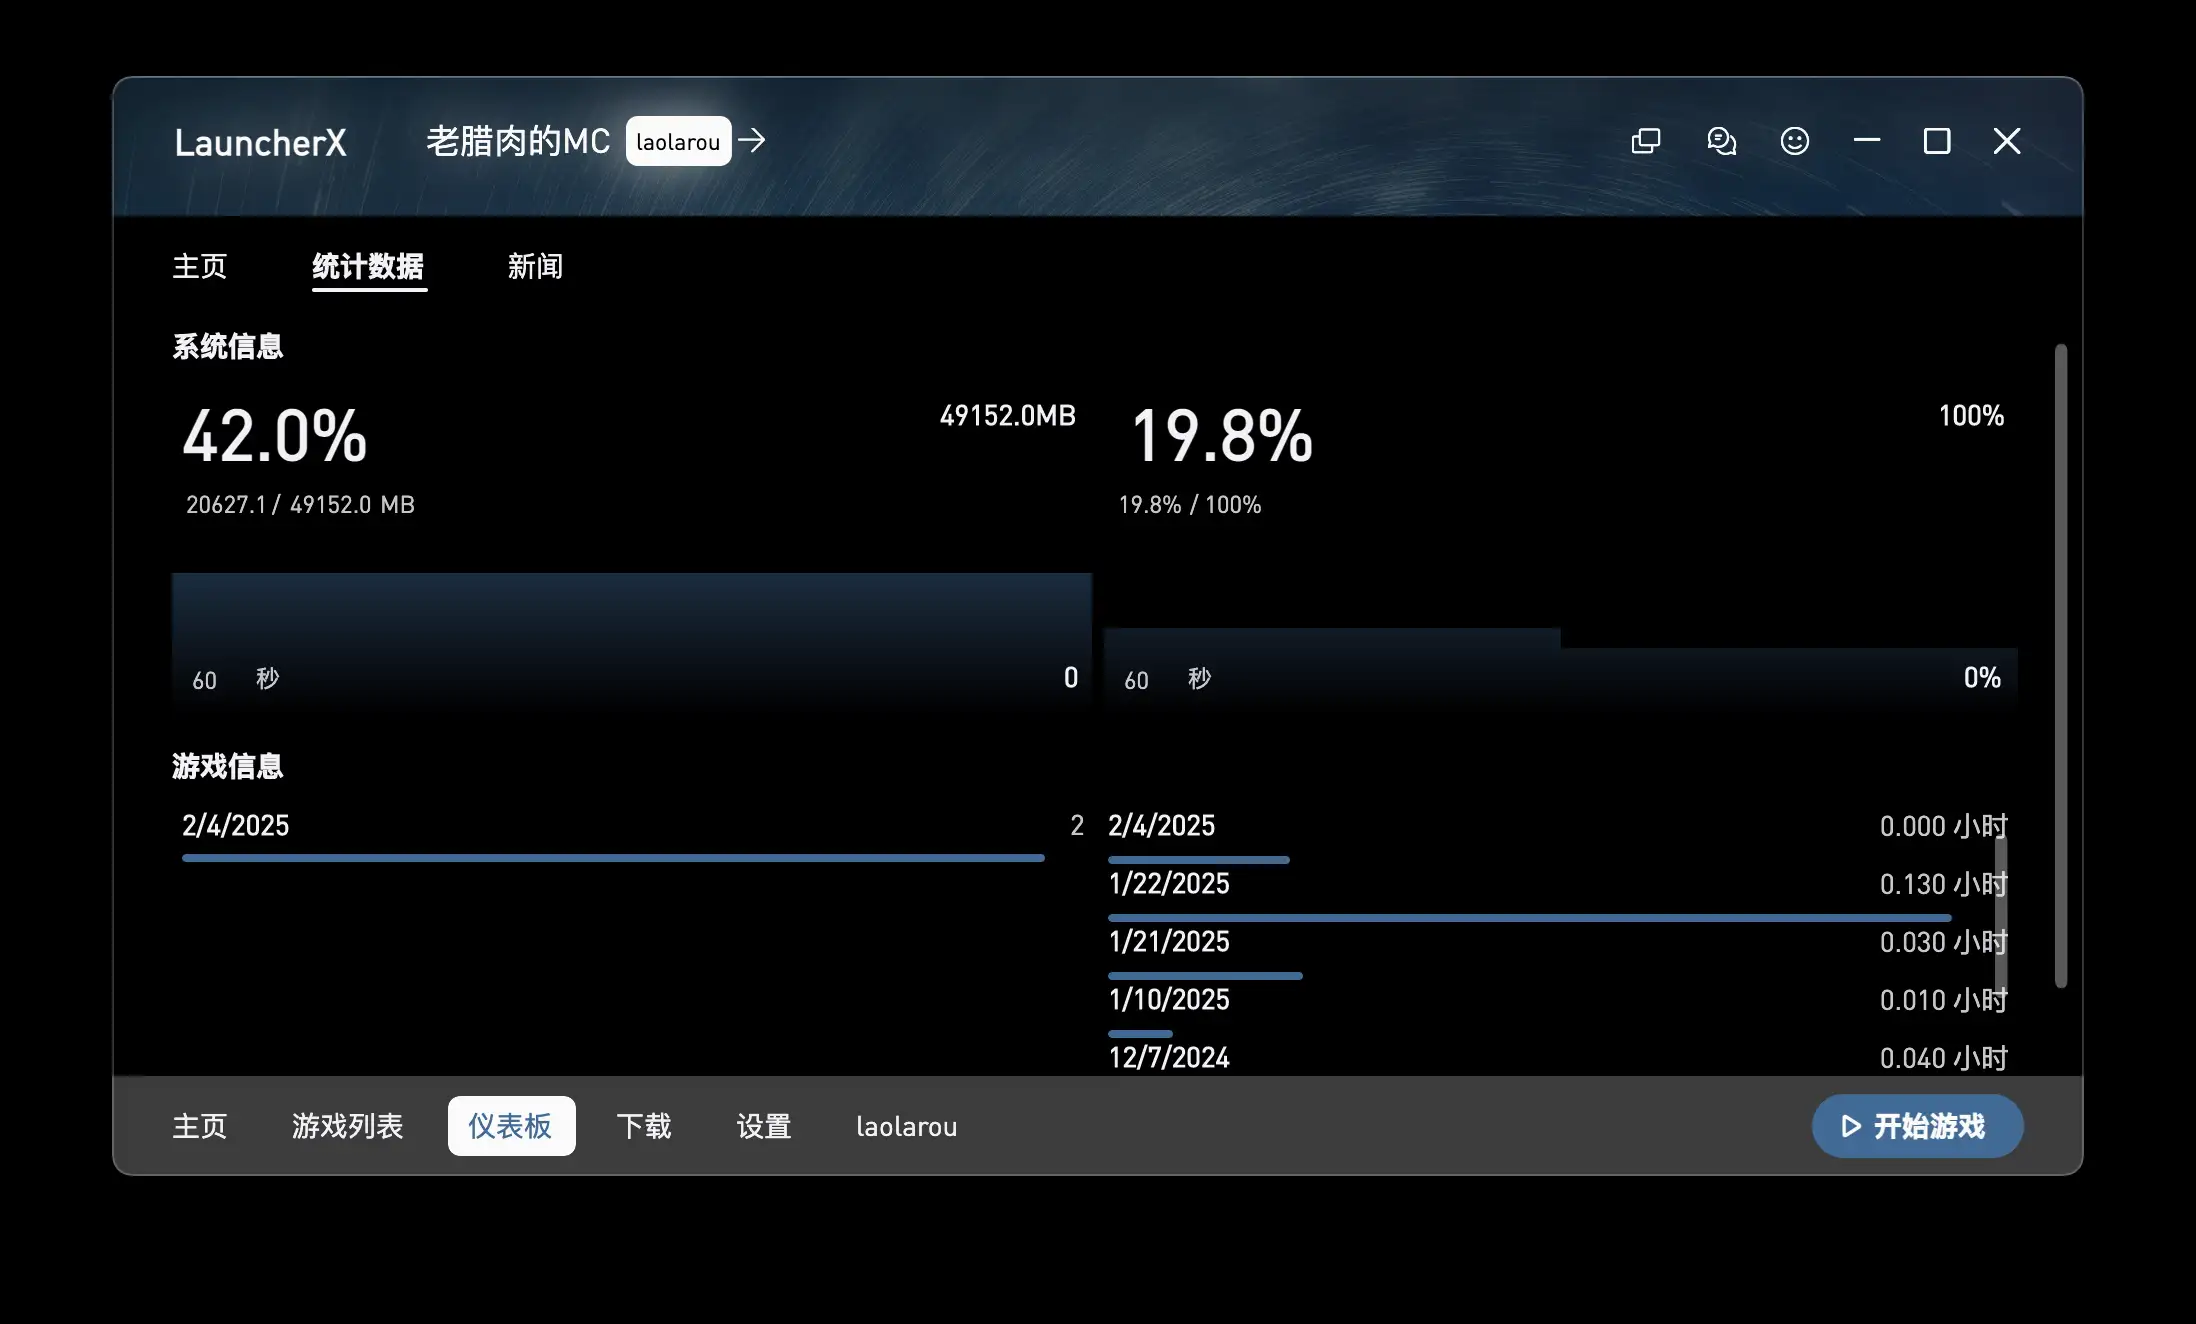 LauncherX
老腊肉的MC laolarou
主页 统计数据 新闻
系统信息
42.0% 49152.0MB
20627.1 / 49152.0 MB
19.8% 100%
19.8% / 100%
60 秒 0
60 秒 0%
游戏信息
2/4/2025 2
2/4/2025 0.000 小时
1/22/2025 0.130 小时
1/21/2025 0.030 小时
1/10/2025 0.010 小时
12/7/2024 0.040 小时
主页 游戏列表 仪表板 下载 设置 laolarou 开始游戏